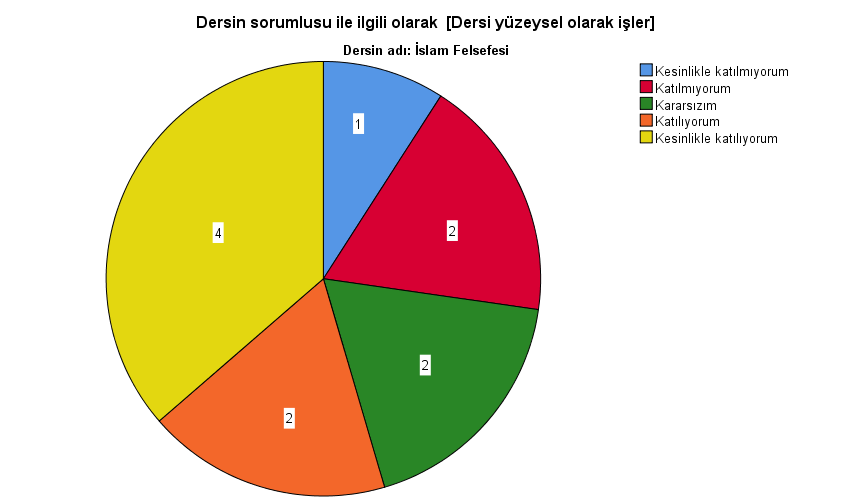 Dersin sorumlusu ile ilgili olarak [Dersi yüzeysel olarak işler]
Dersin adı: İslam Felsefesi
Kesinlikle katılmıyorum
Katılmıyorum
Kararsızım
Katılıyorum
Kesinlikle katılıyorum
1
2
4
2
2